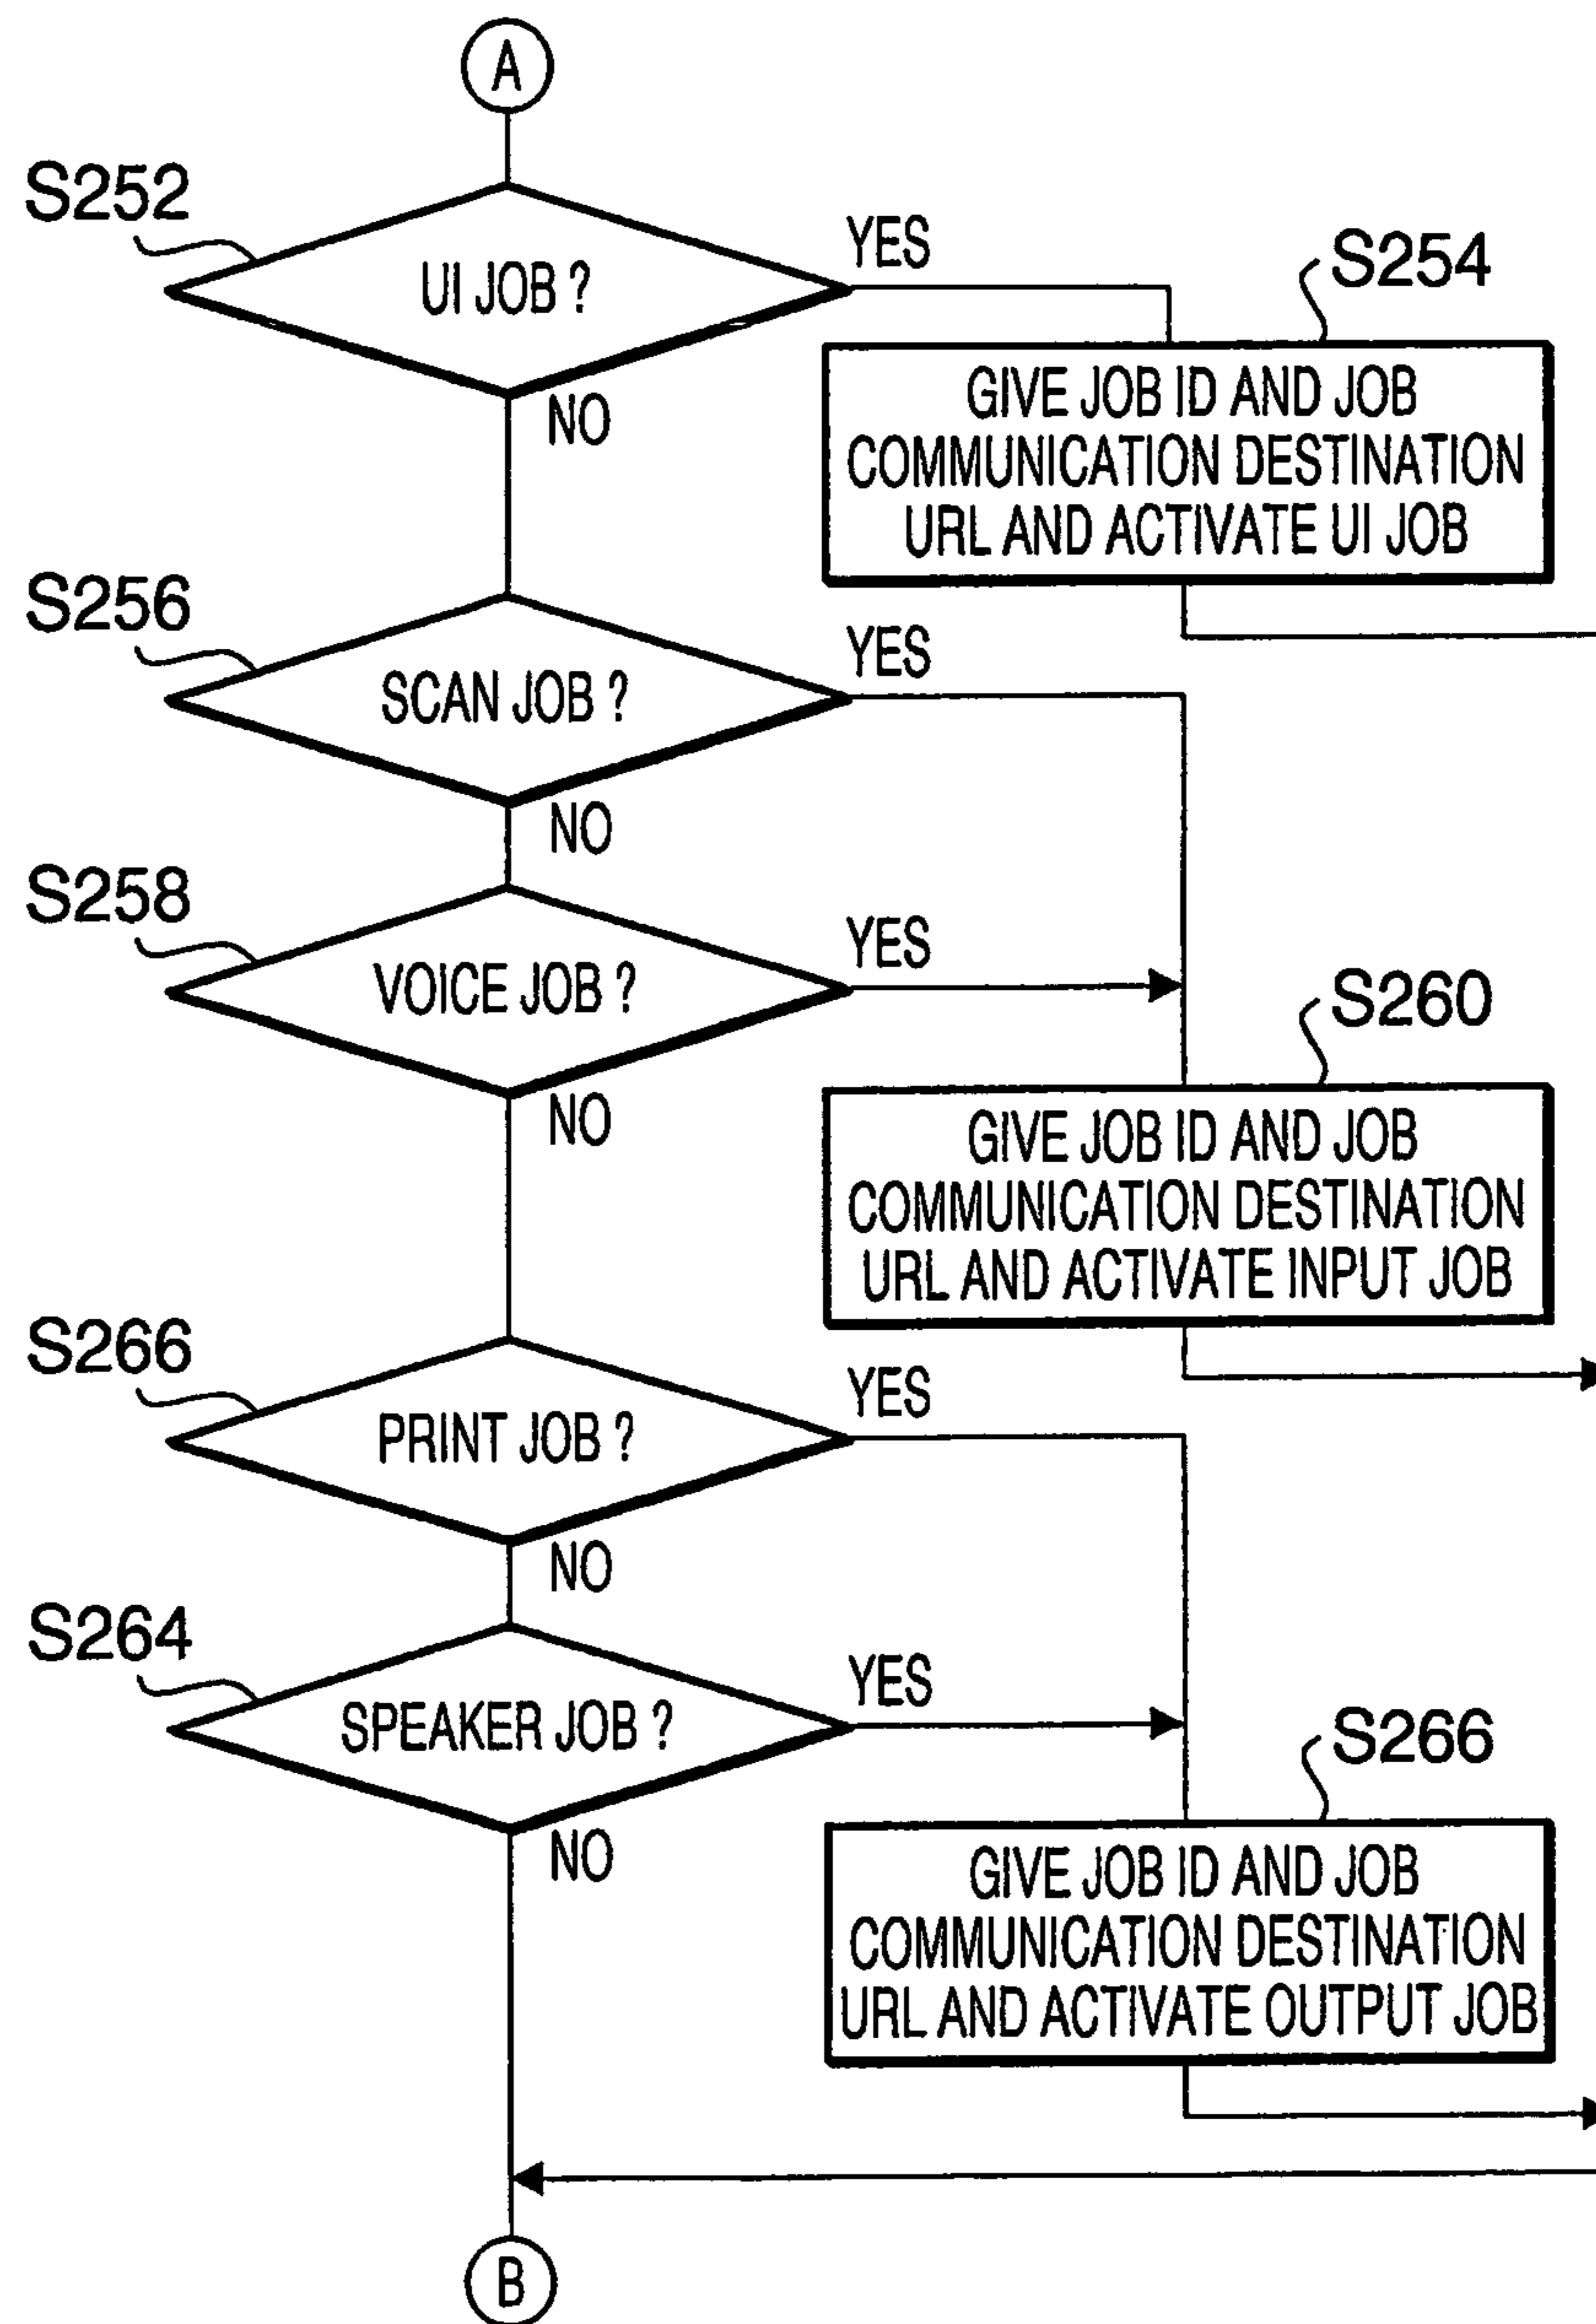 A
S252
UI JOB ?
YES
NO
S254
GIVE JOB ID AND JOB
COMMUNICATION DESTINATION
URL AND ACTIVATE UI JOB
S256
SCAN JOB ?
YES
NO
S258
VOICE JOB ?
YES
NO
S260
GIVE JOB ID AND JOB
COMMUNICATION DESTINATION
URL AND ACTIVATE INPUT JOB
S266
PRINT JOB ?
YES
NO
S264
SPEAKER JOB ?
YES
NO
S266
GIVE JOB ID AND JOB
COMMUNICATION DESTINATION
URL AND ACTIVATE OUTPUT JOB
B